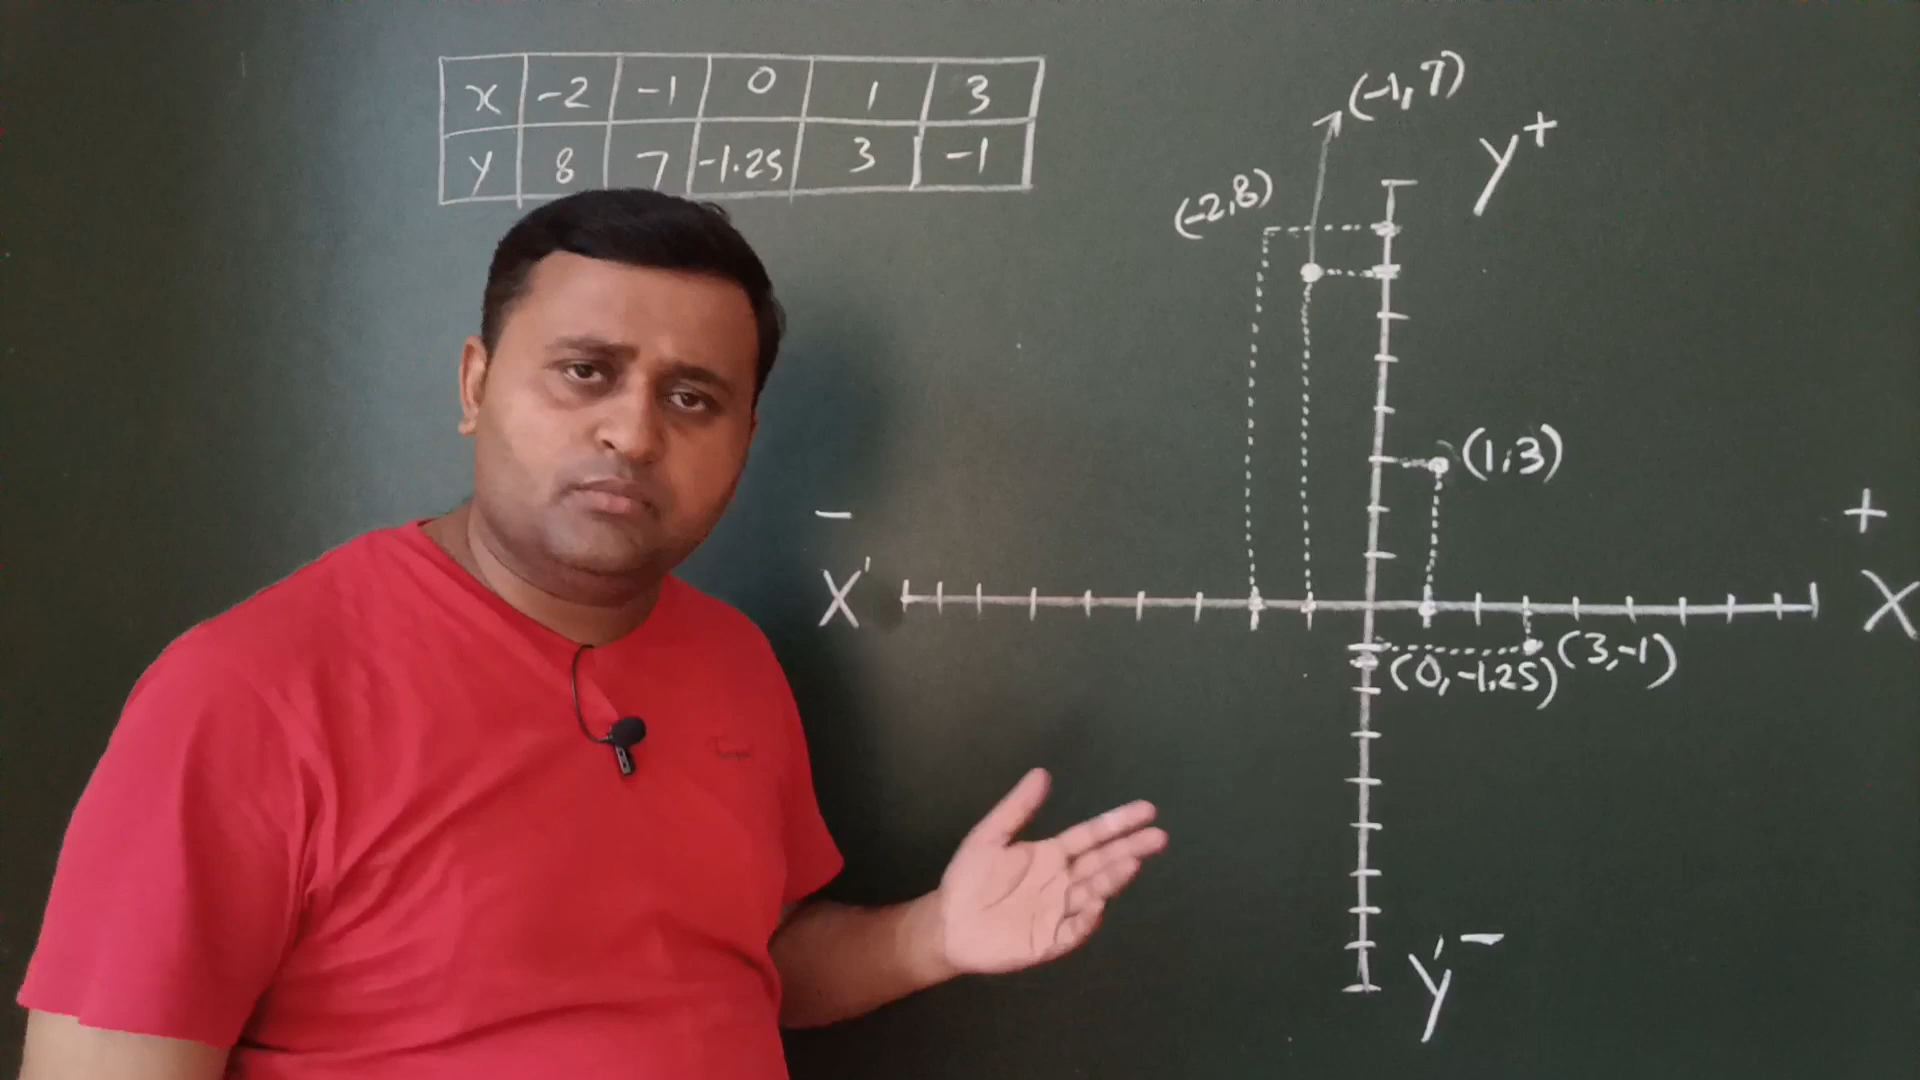 x -2 -1 0 1 3
y 8 7 -1.25 3 -1
(-1, 7)
Y+
(-2,8)
(1,3)
- +
X' X
(3,-1)
(0,-1.25)
Y'-